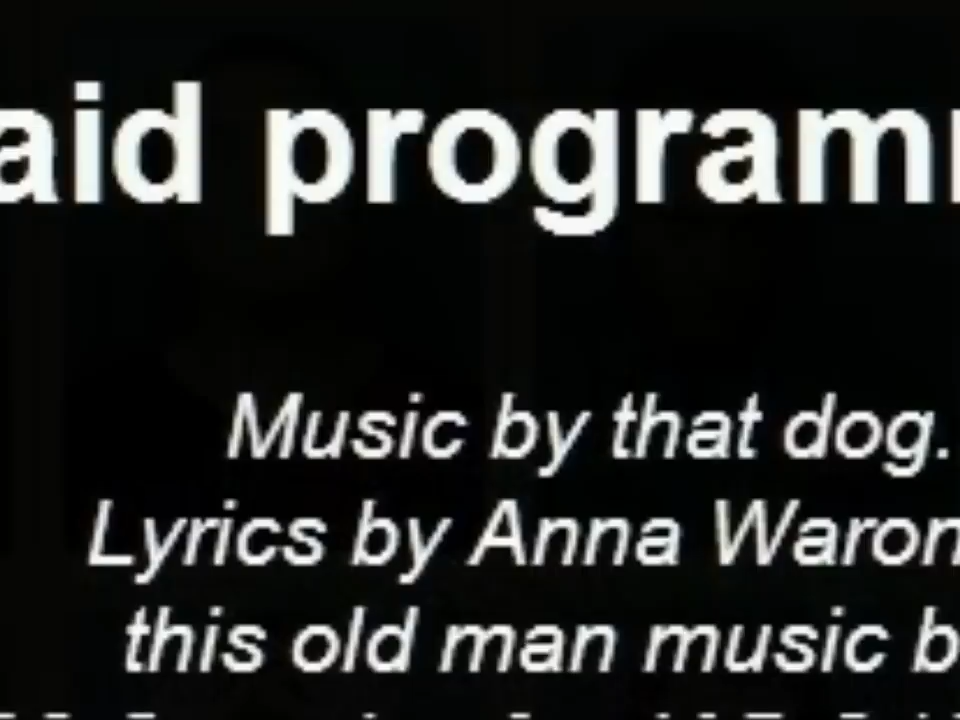 aid programm
Music by that dog.
Lyrics by Anna Waron
this old man music b